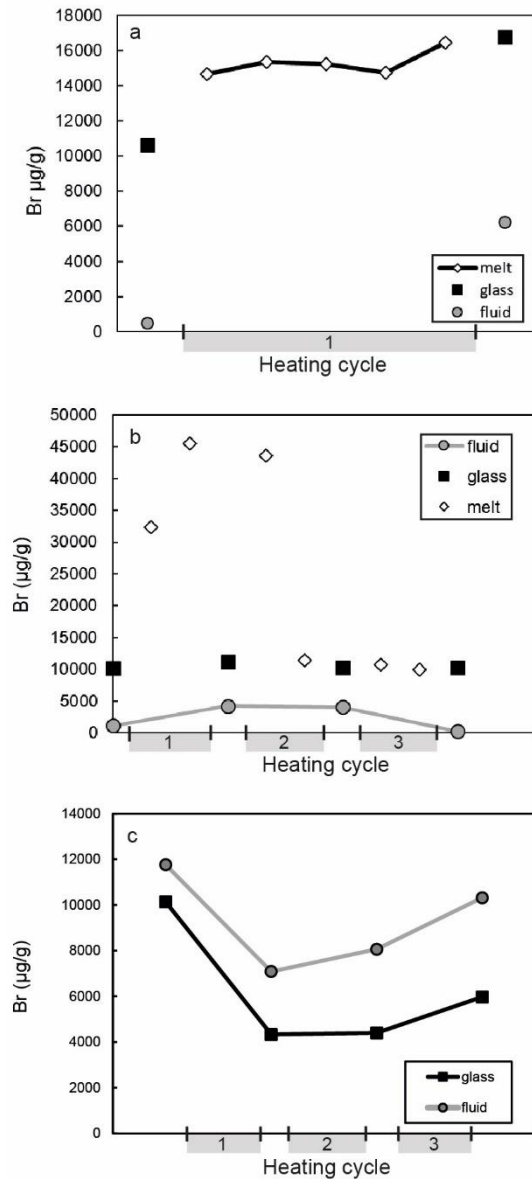 a
18000
16000
14000
12000
10000
8000
6000
4000
2000
0
Br µg/g
melt
glass
fluid
1
Heating cycle
b
50000
45000
40000
35000
30000
25000
20000
15000
10000
5000
0
Br (µg/g)
fluid
glass
melt
1 2 3
Heating cycle
c
14000
12000
10000
8000
6000
4000
2000
0
Br (µg/g)
glass
fluid
1 2 3
Heating cycle